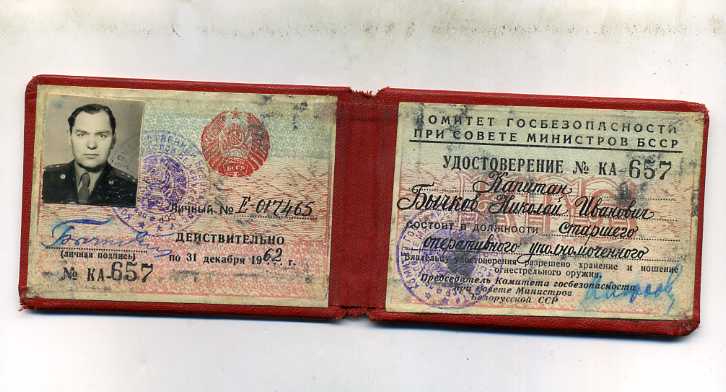 Личный № Е-017465
(личная подпись)
№ КА-657
ДЕЙСТВИТЕЛЬНО
по 31 декабря 1962 г.
КОМИТЕТ ГОСБЕЗОПАСНОСТИ
ПРИ СОВЕТЕ МИНИСТРОВ БССР
УДОСТОВЕРЕНИЕ № КА-657
Капитан
Бычков Николай Иванович
состоит в должности старшего
оперативного уполномоченного
Владельцу удостоверения разрешено хранение и ношение
огнестрельного оружия.
Председатель Комитета госбезопасности
при Совете Министров
Белорусской ССР